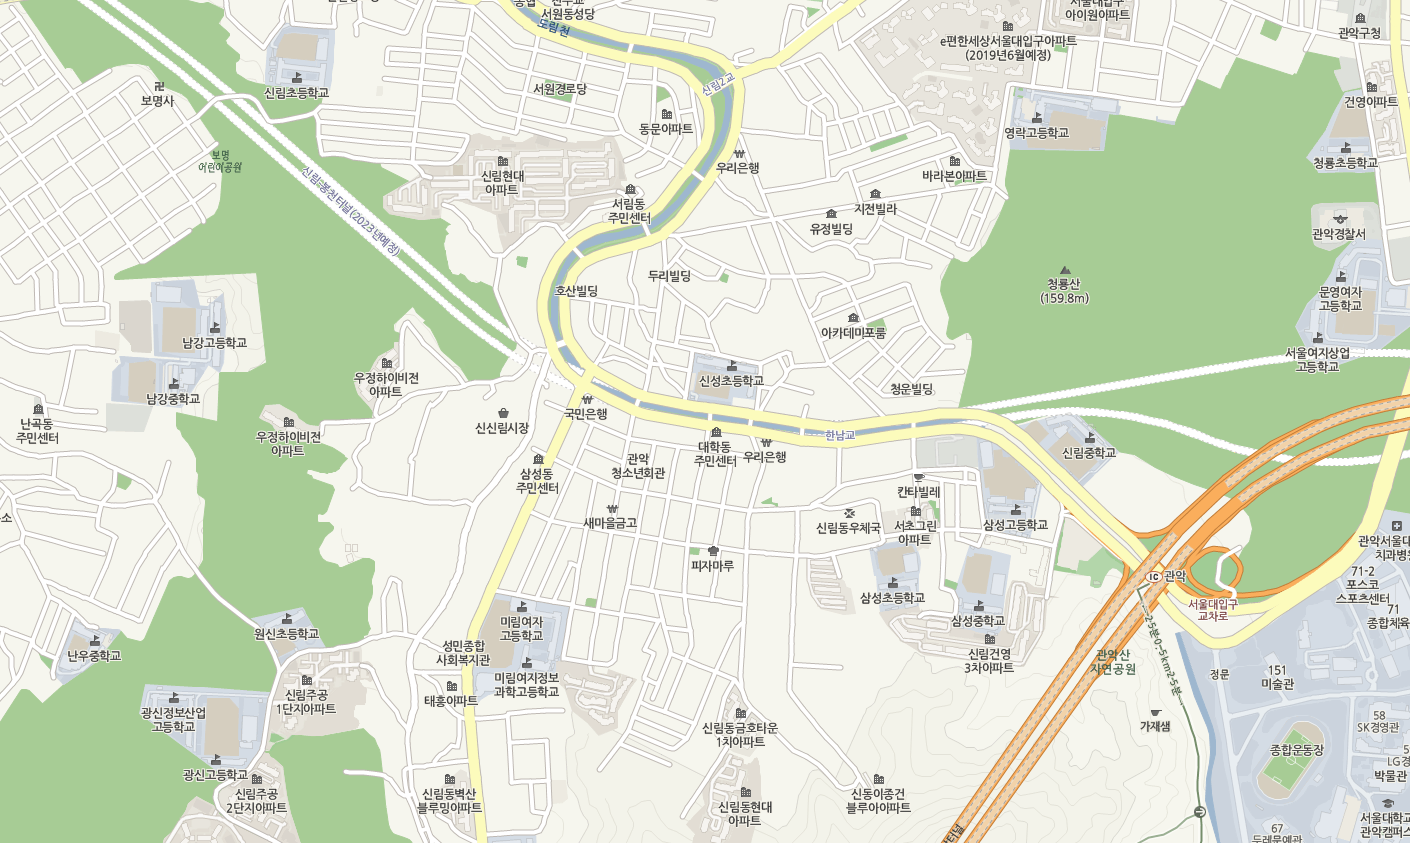 서원동성당
도림천
서울대입구
아이원아파트
e편한세상서울대입구아파트
(2019년6월예정)
관악구청
신림초등학교
보명사
서원경로당
신림2교
동문아파트
건영아파트
영락고등학교
청룡초등학교
보명
어린이공원
신림현대
아파트
우리은행
바라본아파트
서림동
주민센터
지전빌라
유정빌딩
관악경찰서
신림-봉천터널(2023년예정)
두리빌딩
호산빌딩
청룡산
(159.8m)
문영여자
고등학교
남강고등학교
아카데미포룸
서울여자상업
고등학교
우정하이비전
아파트
신성초등학교
청운빌딩
남강중학교
난곡동
주민센터
국민은행
신신림시장
우정하이비전
아파트
한남교
대학동
주민센터
우리은행
신림중학교
삼성동
주민센터
관악
청소년회관
칸타빌레
새마을금고
신림동우체국
서초그린
아파트
삼성고등학교
소
관악서울대
치과병원
피자마루
IC 관악
71-2
포스코
스포츠센터
삼성초등학교
서울대입구
교차로
71
종합체육
미림여자
고등학교
삼성중학교
원신초등학교
난우중학교
성민종합
사회복지관
신림건영
3차아파트
관악산
자연공원
정문
151
미술관
미림여자정보
과학고등학교
신림주공
1단지아파트
태흥아파트
광신정보산업
고등학교
신림동금호타운
1차아파트
가재샘
58
SK경영관
종합운동장
LG경
박물관
광신고등학교
신림주공
2단지아파트
신림동벽산
블루밍아파트
신림동현대
아파트
신동이종건
블루아아파트
터널
서울대학교
관악캠퍼스
67
두레문예관